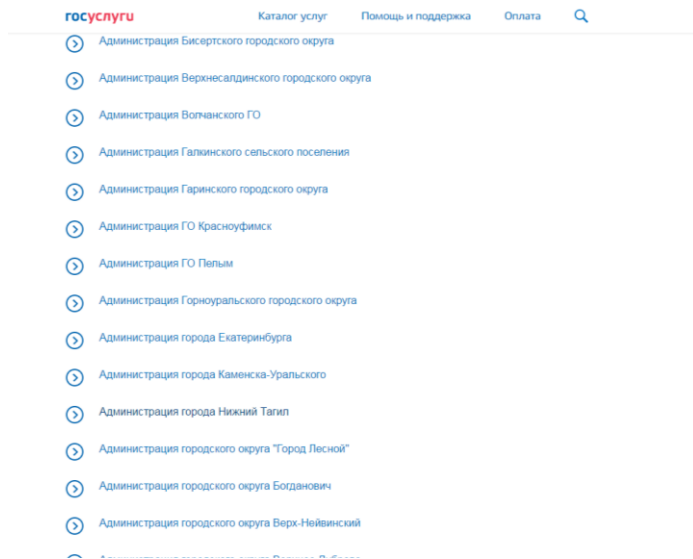 госуслуги Каталог услуг Помощь и поддержка Оплата
Администрация Бисертского городского округа
Администрация Верхнесалдинского городского округа
Администрация Волчанского ГО
Администрация Галкинского сельского поселения
Администрация Гаринского городского округа
Администрация ГО Красноуфимск
Администрация ГО Пелым
Администрация Горноуральского городского округа
Администрация города Екатеринбурга
Администрация города Каменска-Уральского
Администрация города Нижний Тагил
Администрация городского округа "Город Лесной"
Администрация городского округа Богданович
Администрация городского округа Верх-Нейвинский